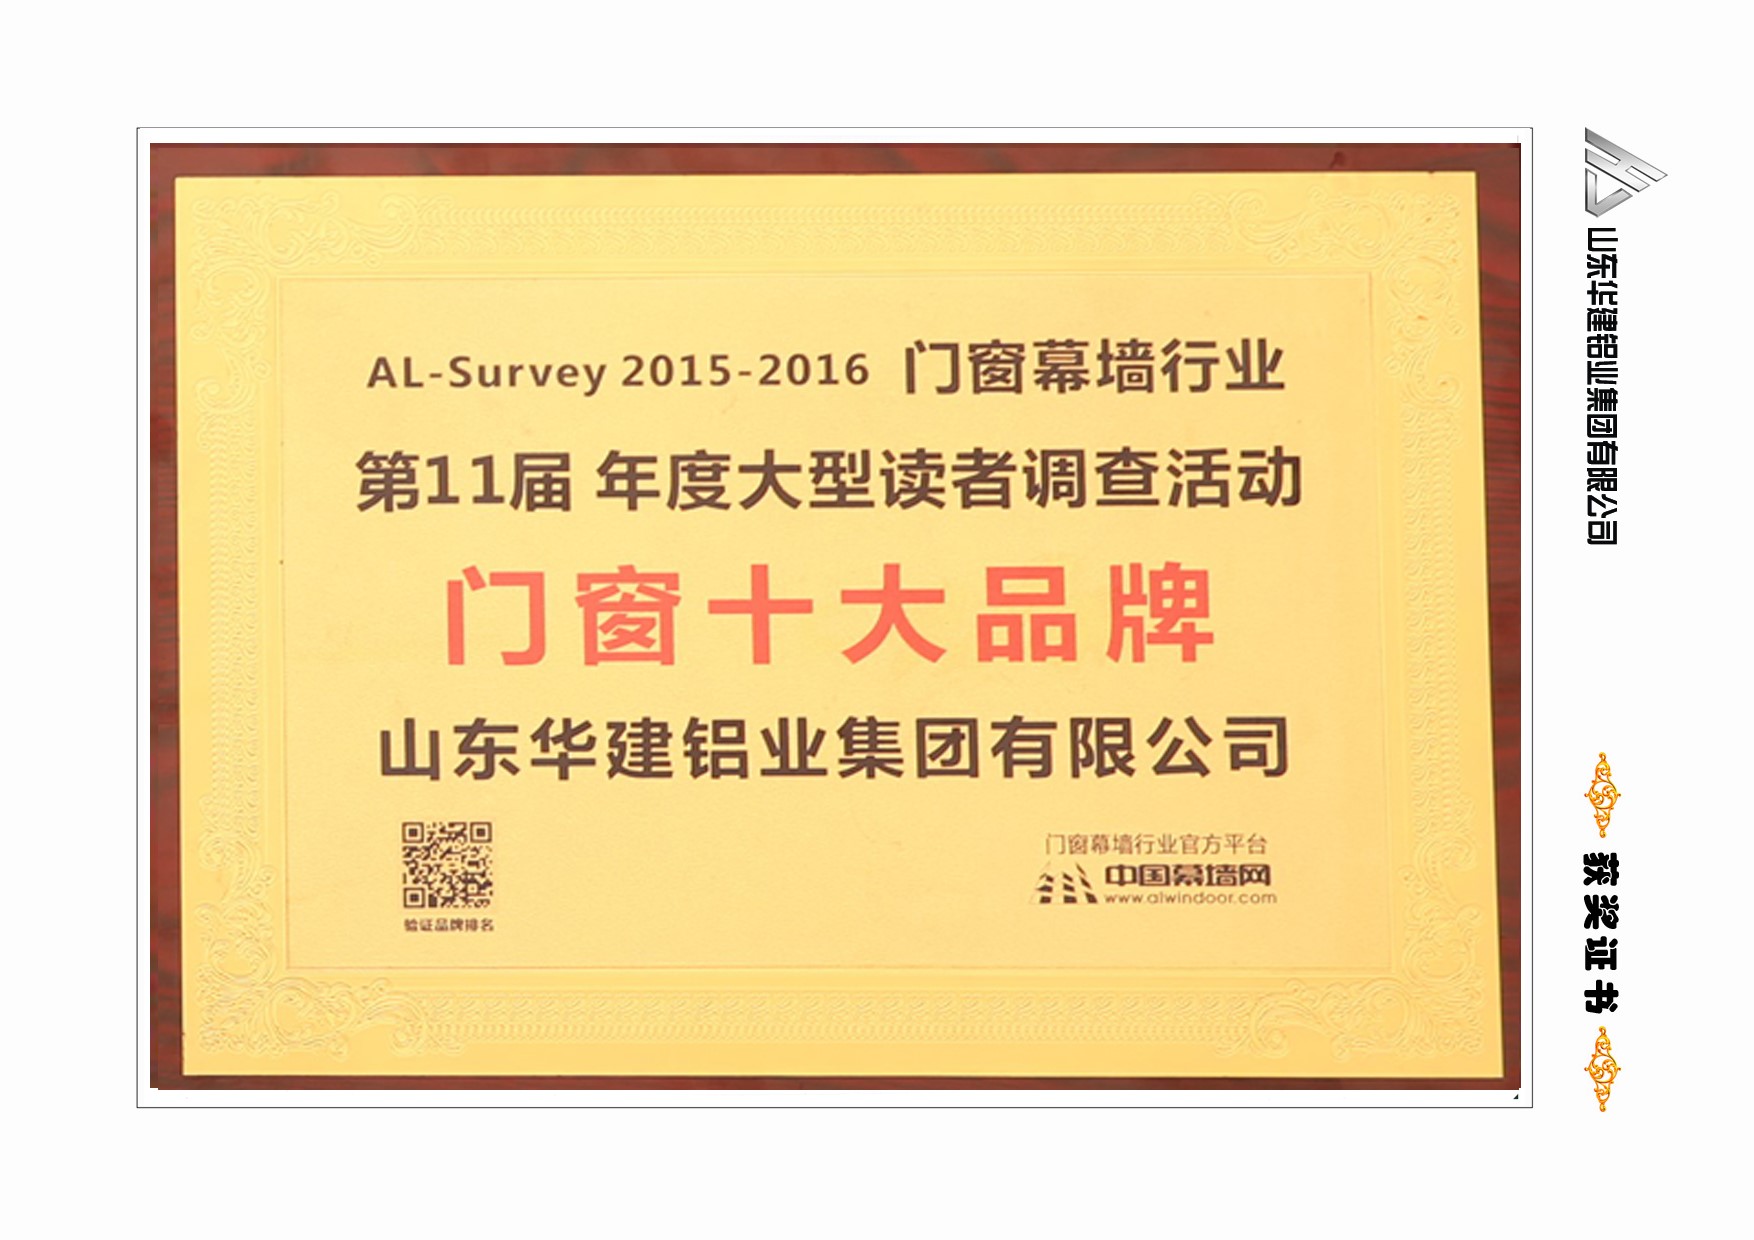 AL-Survey 2015-2016 门窗幕墙行业
第11届 年度大型读者调查活动
门窗十大品牌
山东华建铝业集团有限公司
验证品牌排名
门窗幕墙行业官方平台
中国幕墙网
www.alwindoor.com
山东华建铝业集团有限公司
获奖证书